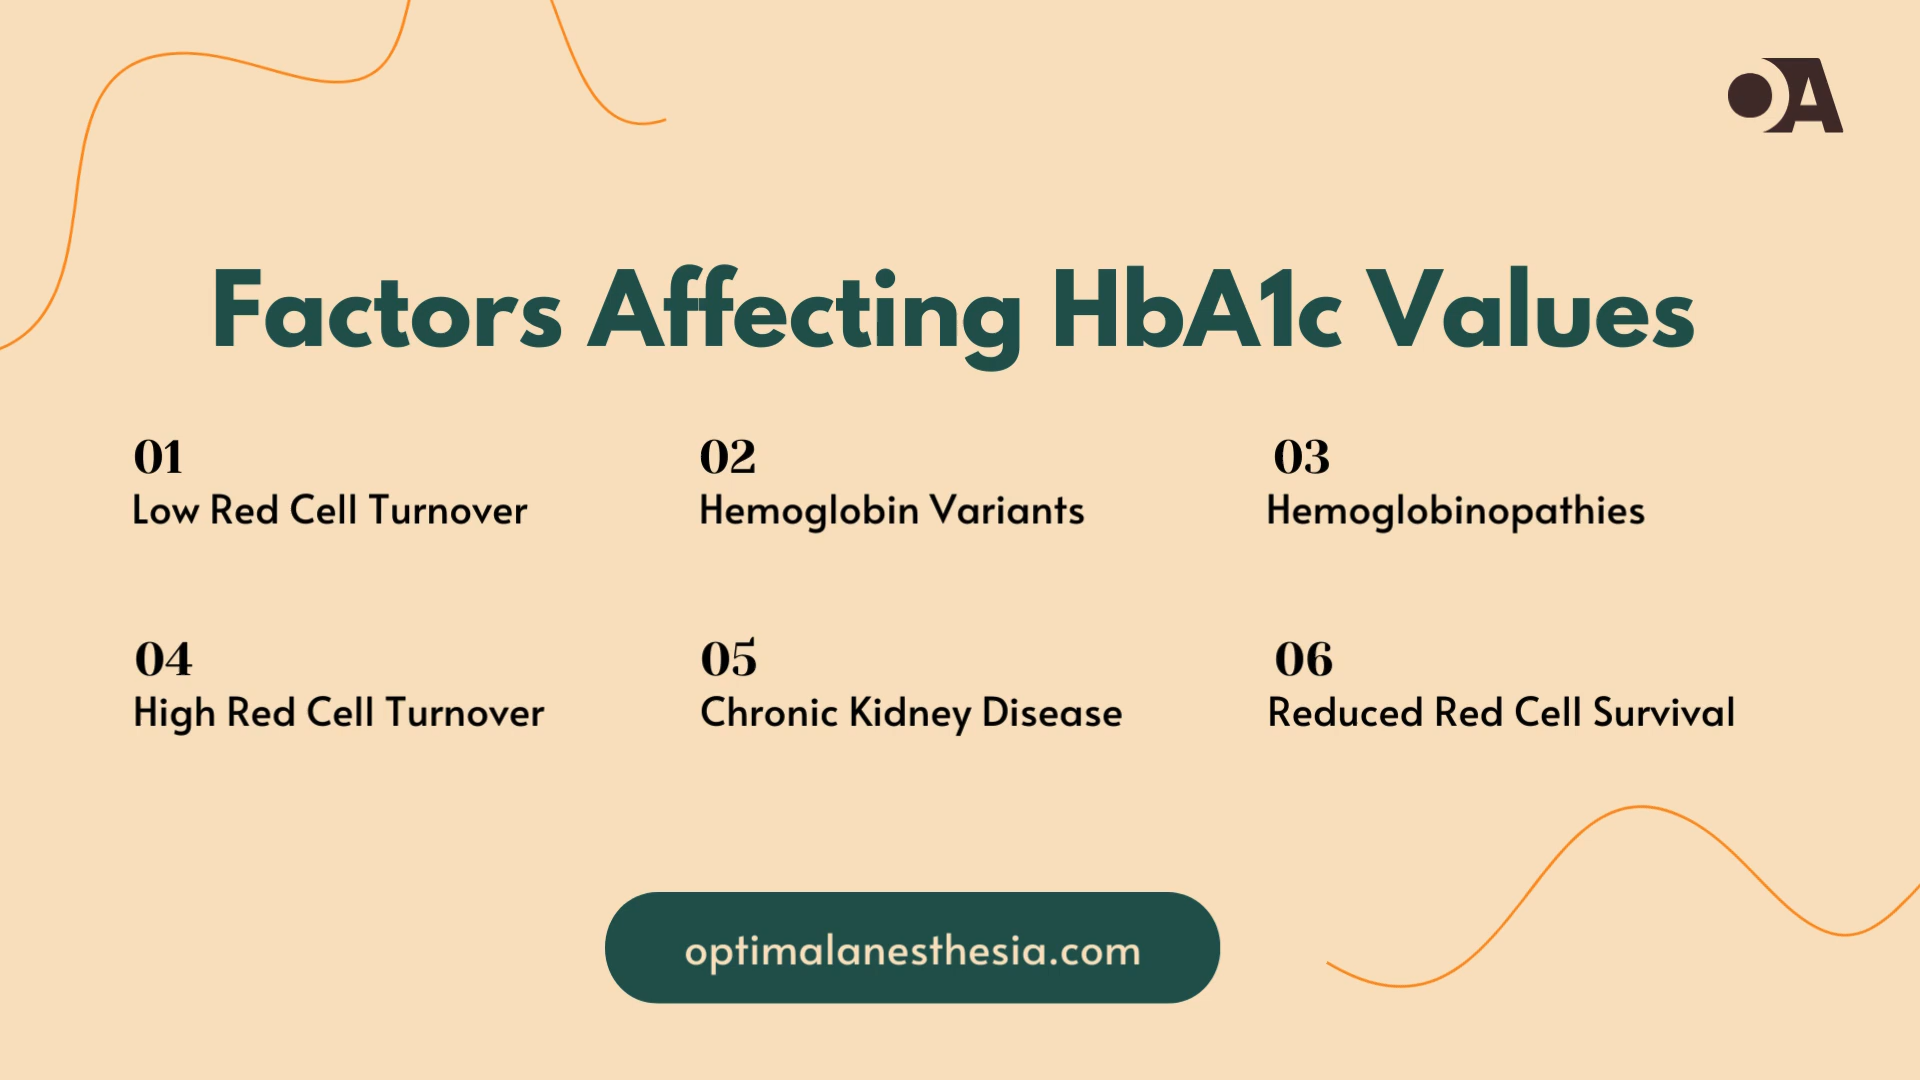 OA
Factors Affecting HbA1c Values
01
Low Red Cell Turnover
02
Hemoglobin Variants
03
Hemoglobinopathies
04
High Red Cell Turnover
05
Chronic Kidney Disease
06
Reduced Red Cell Survival
optimalanesthesia.com